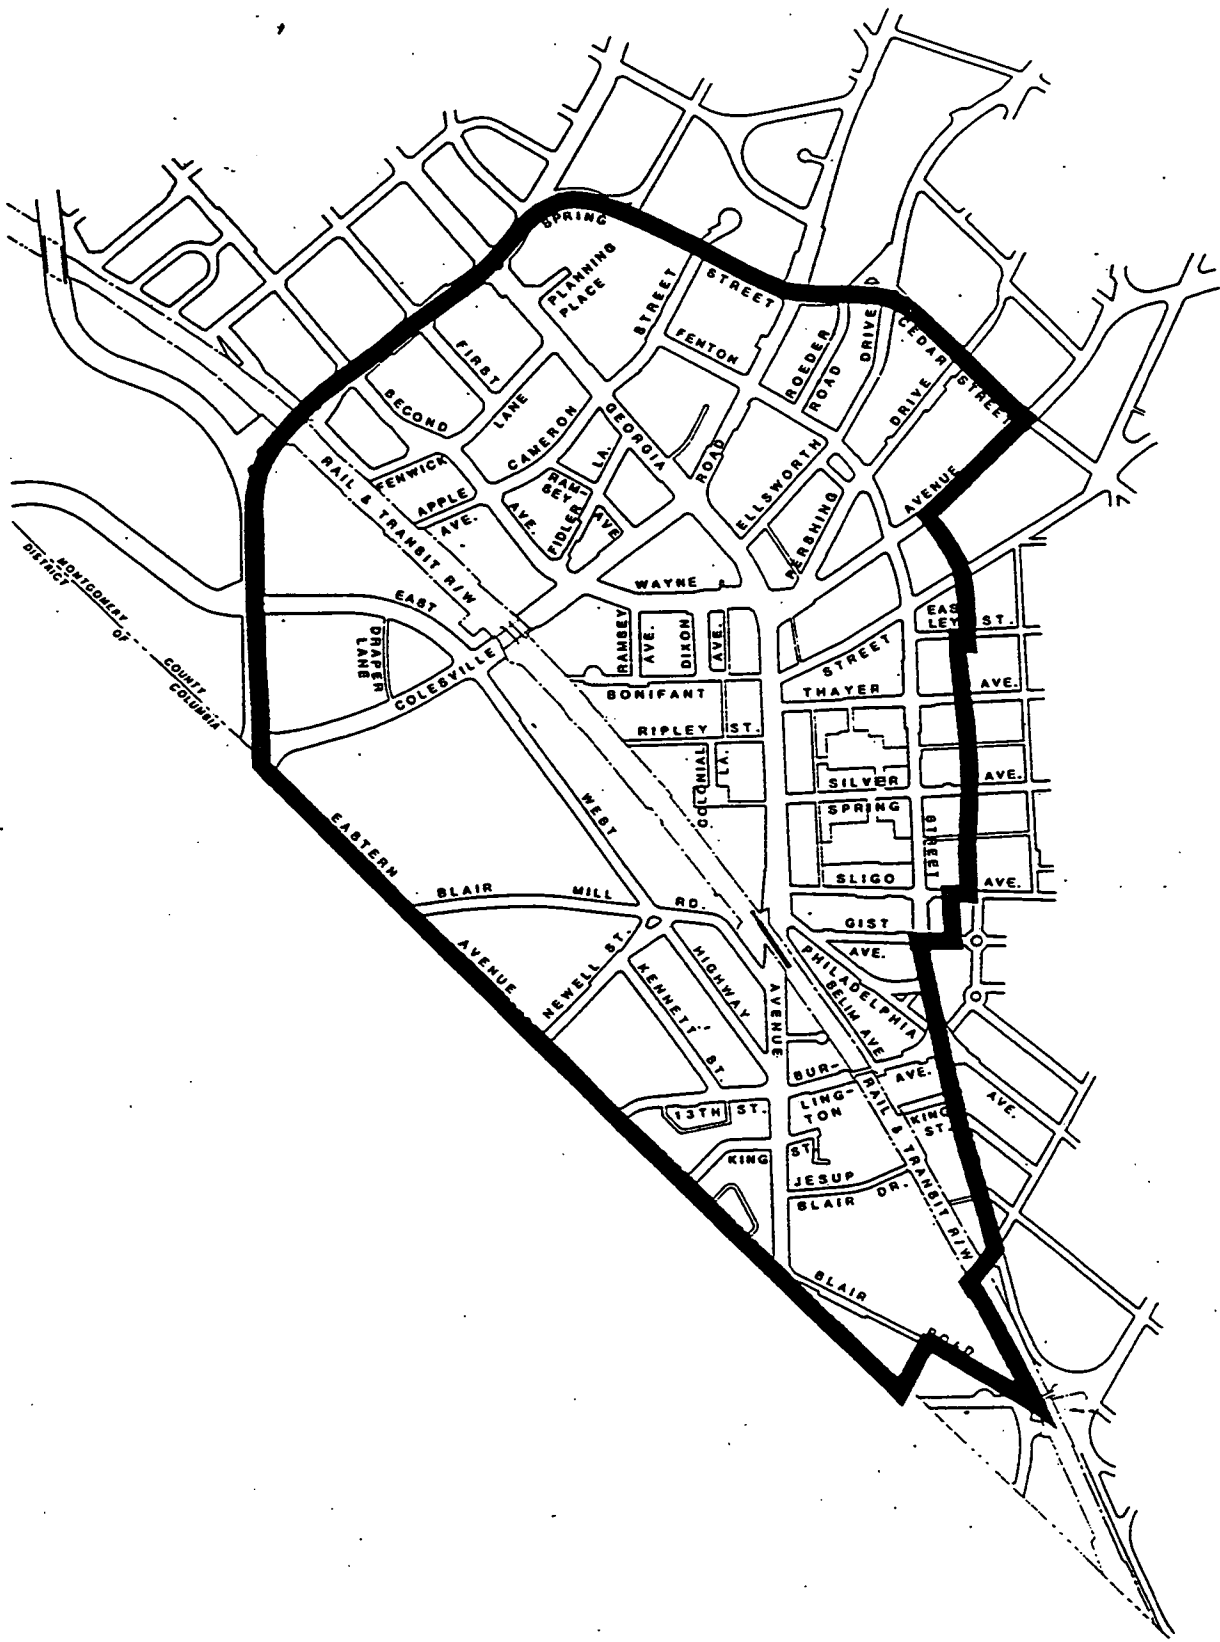 SPRING
PLANNING
PLACE
STREET
STREET
FENTON
ROEDER
ROAD
DRIVE
CEDAR
STREET
DRIVE
FIRST
SECOND
LANE
CAMERON
GEORGIA
LA.
ROAD
ELLSWORTH
AVENUE
FENWICK
RAM-
SEY
APPLE
AVE.
AVE.
FIDLER
AVE
PERSHING
RAIL & TRANSIT R/W
MONTGOMERY
DISTRICT
OF
COUNTY
COLUMBIA
EAST
WAYNE
DRAPER
LANE
COLESVILLE
RAMSEY
AVE.
DIXON
AVE.
STREET
EAS
LEY
ST.
BONIFANT
THAYER
AVE.
RIPLEY
ST.
COLONIAL
LA.
SILVER
AVE.
SPRING
STREET
WEST
EASTERN
SLIGO
AVE.
BLAIR
MILL
RD.
GIST
AVE.
AVENUE
NEWELL ST.
KENNETT
ST.
HIGHWAY
AVENUE
PHILADELPHIA
SELIM AVE
BUR-
LING-
TON
AVE.
AVE.
RAIL & TRANSIT R/W
13TH ST.
KING
ST.
KING
ST
JESUP
BLAIR
DR.
BLAIR
ROAD